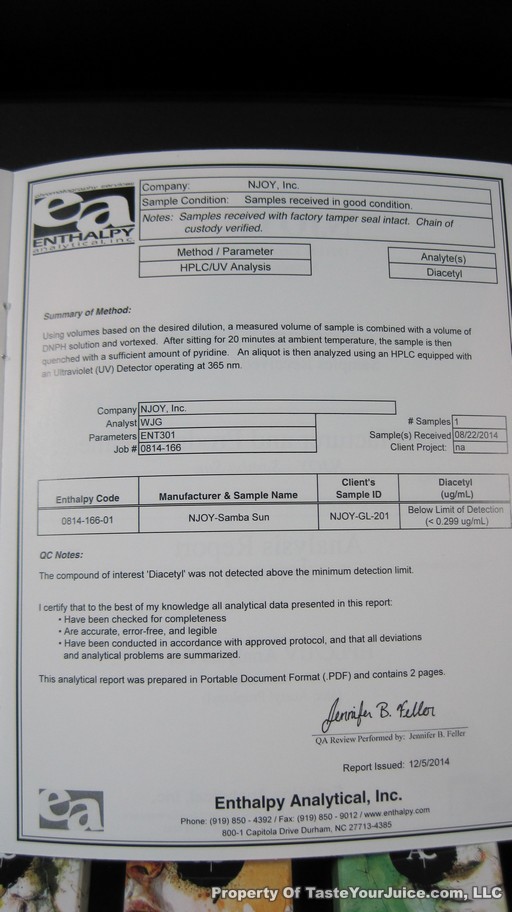 ea
ENTHALPY
analytical inc.
Company: NJOY, Inc.
Sample Condition: Samples received in good condition.
Notes: Samples received with factory tamper seal intact. Chain of
custody verified.
Method / Parameter
HPLC/UV Analysis
Analyte(s)
Diacetyl
Summary of Method:
Using volumes based on the desired dilution, a measured volume of sample is combined with a volume of
DNPH solution and vortexed. After sitting for 20 minutes at ambient temperature, the sample is then
quenched with a sufficient amount of pyridine. An aliquot is then analyzed using an HPLC equipped with
an Ultraviolet (UV) Detector operating at 365 nm.
Company NJOY, Inc.
Analyst WJG
Parameters ENT301
Job # 0814-166
# Samples 1
Sample(s) Received 08/22/2014
Client Project: na
Enthalpy Code
Manufacturer & Sample Name
Client's
Sample ID
Diacetyl
(ug/mL)
0814-166-01
NJOY-Samba Sun
NJOY-GL-201
Below Limit of Detection
(< 0.299 ug/mL)
QC Notes:
The compound of interest 'Diacetyl' was not detected above the minimum detection limit.
I certify that to the best of my knowledge all analytical data presented in this report:
• Have been checked for completeness
• Are accurate, error-free, and legible
• Have been conducted in accordance with approved protocol, and that all deviations
and analytical problems are summarized.
This analytical report was prepared in Portable Document Format (.PDF) and contains 2 pages.
Jennifer B. Feller
QA Review Performed by: Jennifer B. Feller
Report Issued: 12/5/2014
ea
Enthalpy Analytical, Inc.
Phone: (919) 850 - 4392 / Fax: (919) 850 - 9012 / www.enthalpy.com
800-1 Capitola Drive Durham, NC 27713-4385
Property Of TasteYourJuice.com, LLC